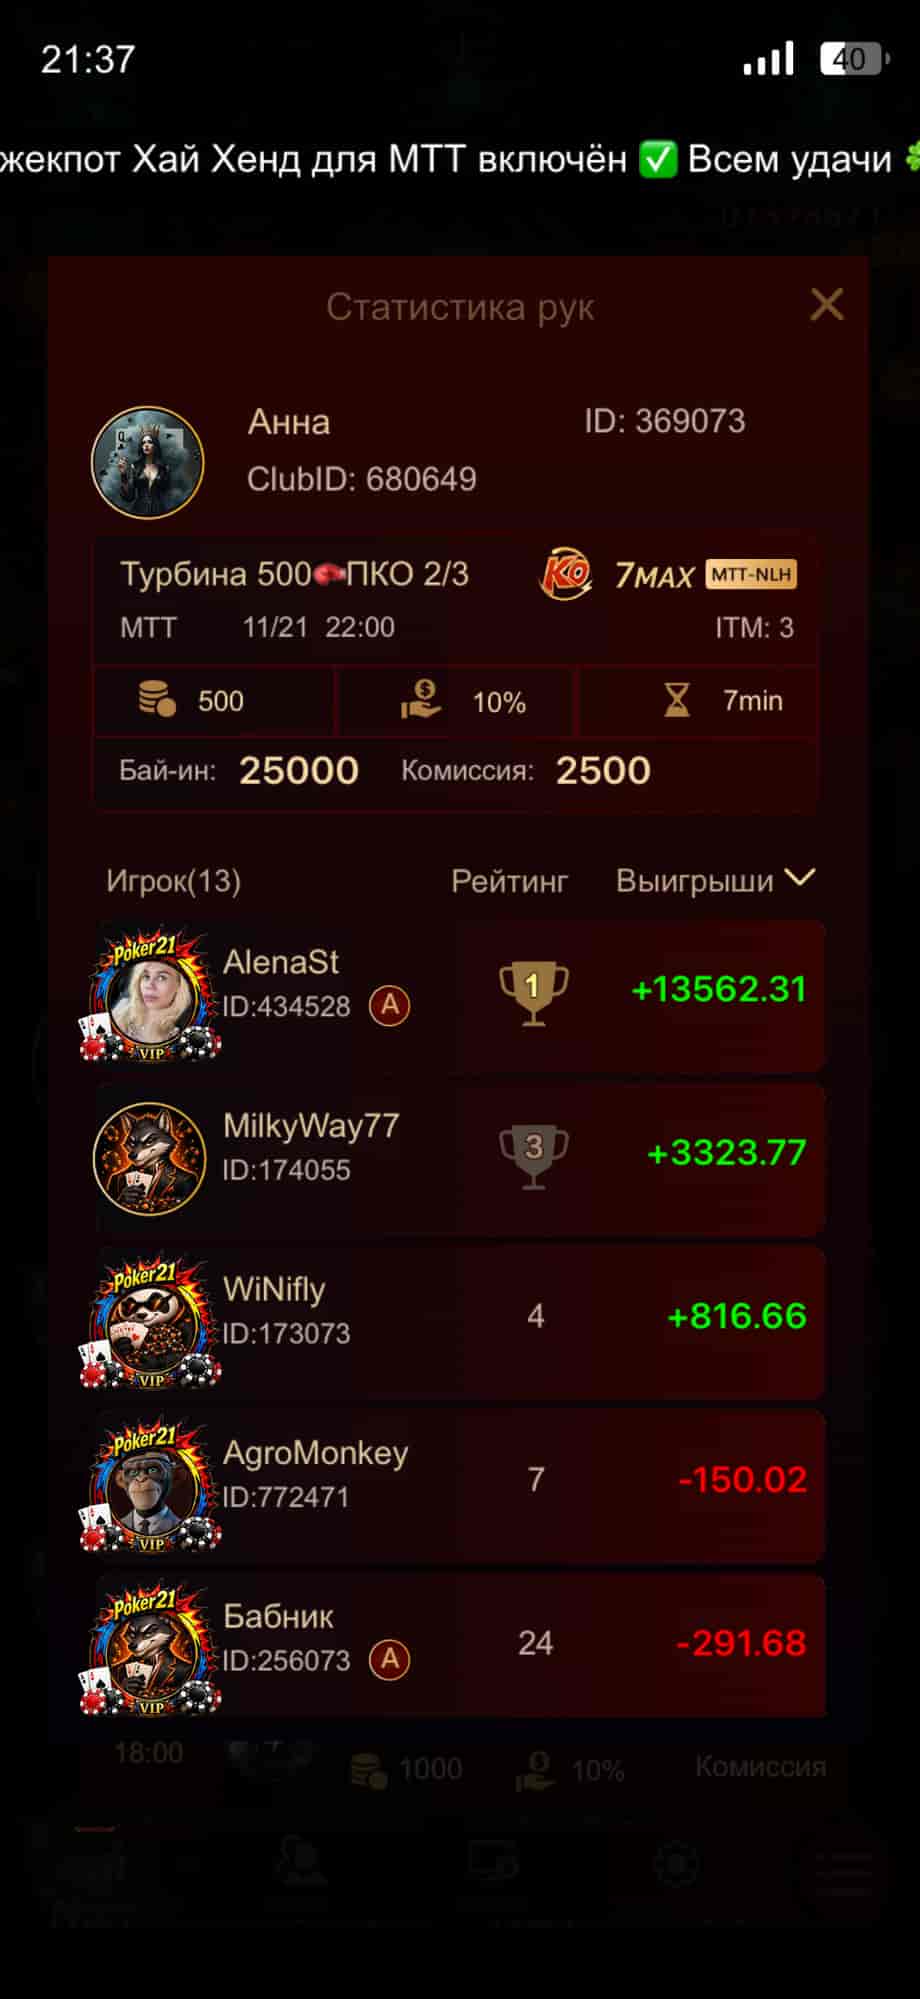 21:37
40
жекпот Хай Хенд для МТТ включён ✅ Всем удачи 🍀
Статистика рук
Анна
ID: 369073
ClubID: 680649
Турбина 500🥊ПКО 2/3
KO
7MAX
MTT-NLH
MTT
11/21 22:00
ITM: 3
500
10%
7min
Бай-ин: 25000
Комиссия: 2500
Игрок(13)
Рейтинг
Выигрыши
Poker21
VIP
AlenaSt
ID:434528
A
1
+13562.31
MilkyWay77
ID:174055
3
+3323.77
Poker21
VIP
WiNifly
ID:173073
4
+816.66
Poker21
VIP
AgroMonkey
ID:772471
7
-150.02
Poker21
VIP
Бабник
ID:256073
A
24
-291.68
18:00
1000
10%
Комиссия